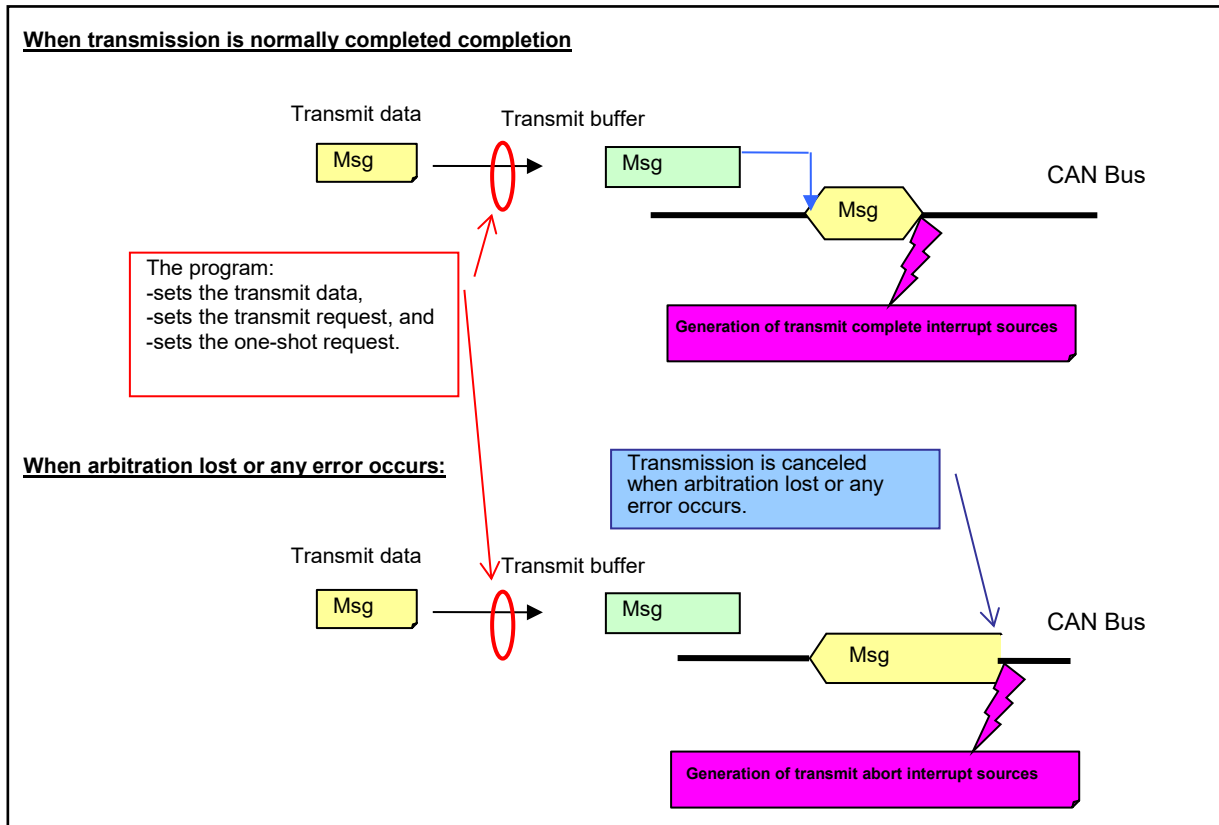 When transmission is normally completed completion
Transmit data
Transmit buffer
Msg
Msg
CAN Bus
Msg
The program:
-sets the transmit data,
-sets the transmit request, and
-sets the one-shot request.
Generation of transmit complete interrupt sources
When arbitration lost or any error occurs:
Transmission is canceled
when arbitration lost or any
error occurs.
Transmit data
Transmit buffer
Msg
Msg
CAN Bus
Msg
Generation of transmit abort interrupt sources